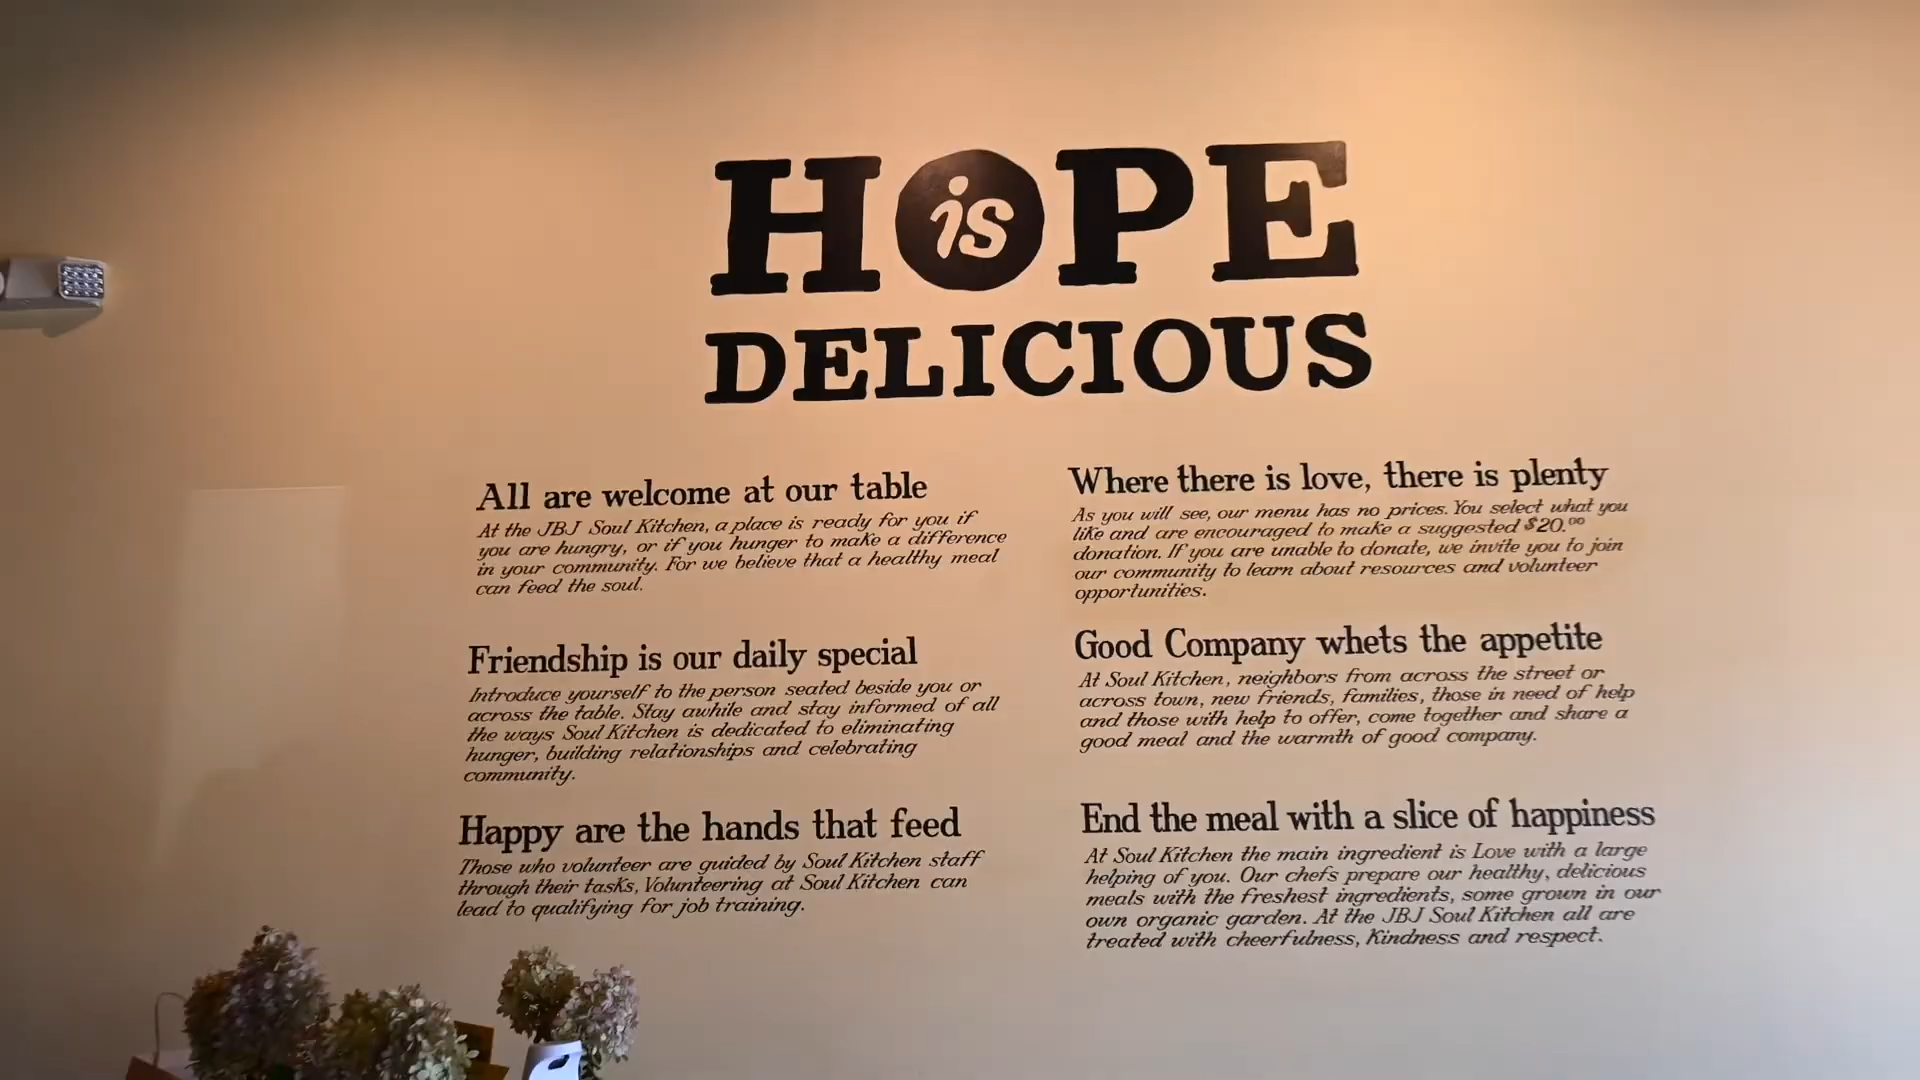 HOPE
is
DELICIOUS
All are welcome at our table
At the JBJ Soul Kitchen, a place is ready for you if
you are hungry, or if you hunger to make a difference
in your community. For we believe that a healthy meal
can feed the soul.
Friendship is our daily special
Introduce yourself to the person seated beside you or
across the table. Stay awhile and stay informed of all
the ways Soul Kitchen is dedicated to eliminating
hunger, building relationships and celebrating
community.
Happy are the hands that feed
Those who volunteer are guided by Soul Kitchen staff
through their tasks, Volunteering at Soul Kitchen can
lead to qualifying for job training.
Where there is love, there is plenty
As you will see, our menu has no prices. You select what you
like and are encouraged to make a suggested $20.00
donation. If you are unable to donate, we invite you to join
our community to learn about resources and volunteer
opportunities.
Good Company whets the appetite
At Soul Kitchen, neighbors from across the street or
across town, new friends, families, those in need of help
and those with help to offer, come together and share a
good meal and the warmth of good company.
End the meal with a slice of happiness
At Soul Kitchen the main ingredient is Love with a large
helping of you. Our chefs prepare our healthy, delicious
meals with the freshest ingredients, some grown in our
own organic garden. At the JBJ Soul Kitchen all are
treated with cheerfulness, Kindness and respect.